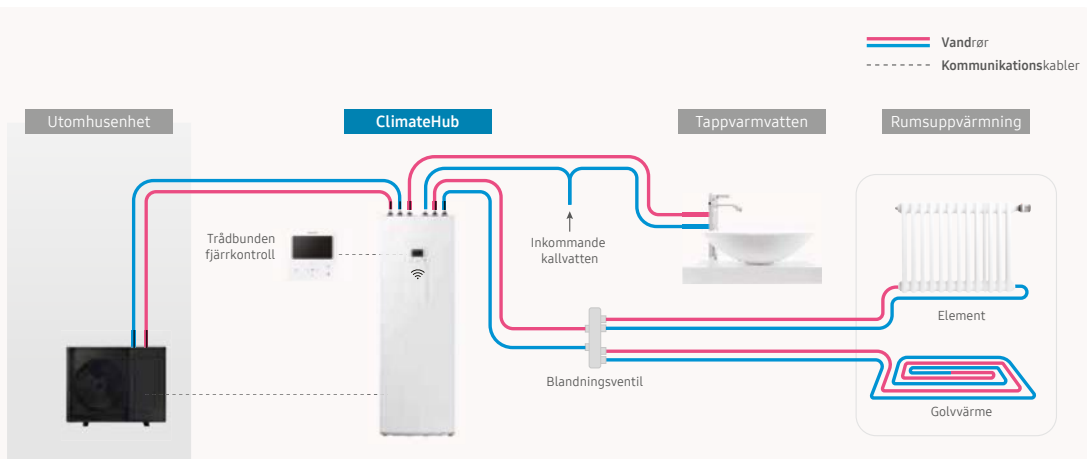 Vandrør
Kommunikationskabler
Utomhusenhet
ClimateHub
Tappvarmvatten
Rumsuppvärmning
Trådbunden
fjärrkontroll
Inkommande
kallvatten
Element
Blandningsventil
Golvvärme